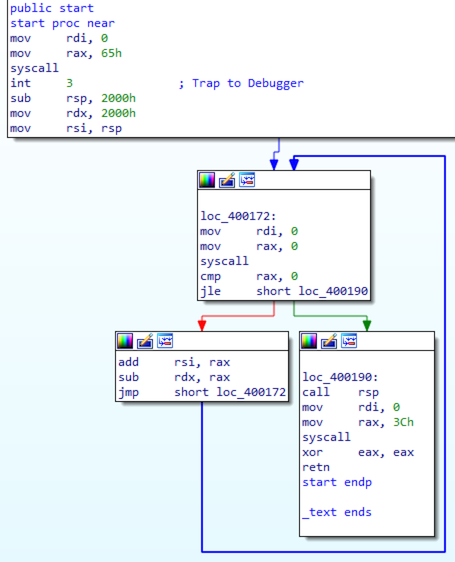 public start
start proc near
mov rdi, 0
mov rax, 65h
syscall
int 3 ; Trap to Debugger
sub rsp, 2000h
mov rdx, 2000h
mov rsi, rsp
loc_400172:
mov rdi, 0
mov rax, 0
syscall
cmp rax, 0
jle short loc_400190
add rsi, rax
sub rdx, rax
jmp short loc_400172
loc_400190:
call rsp
mov rdi, 0
mov rax, 3Ch
syscall
xor eax, eax
retn
start endp
_text ends